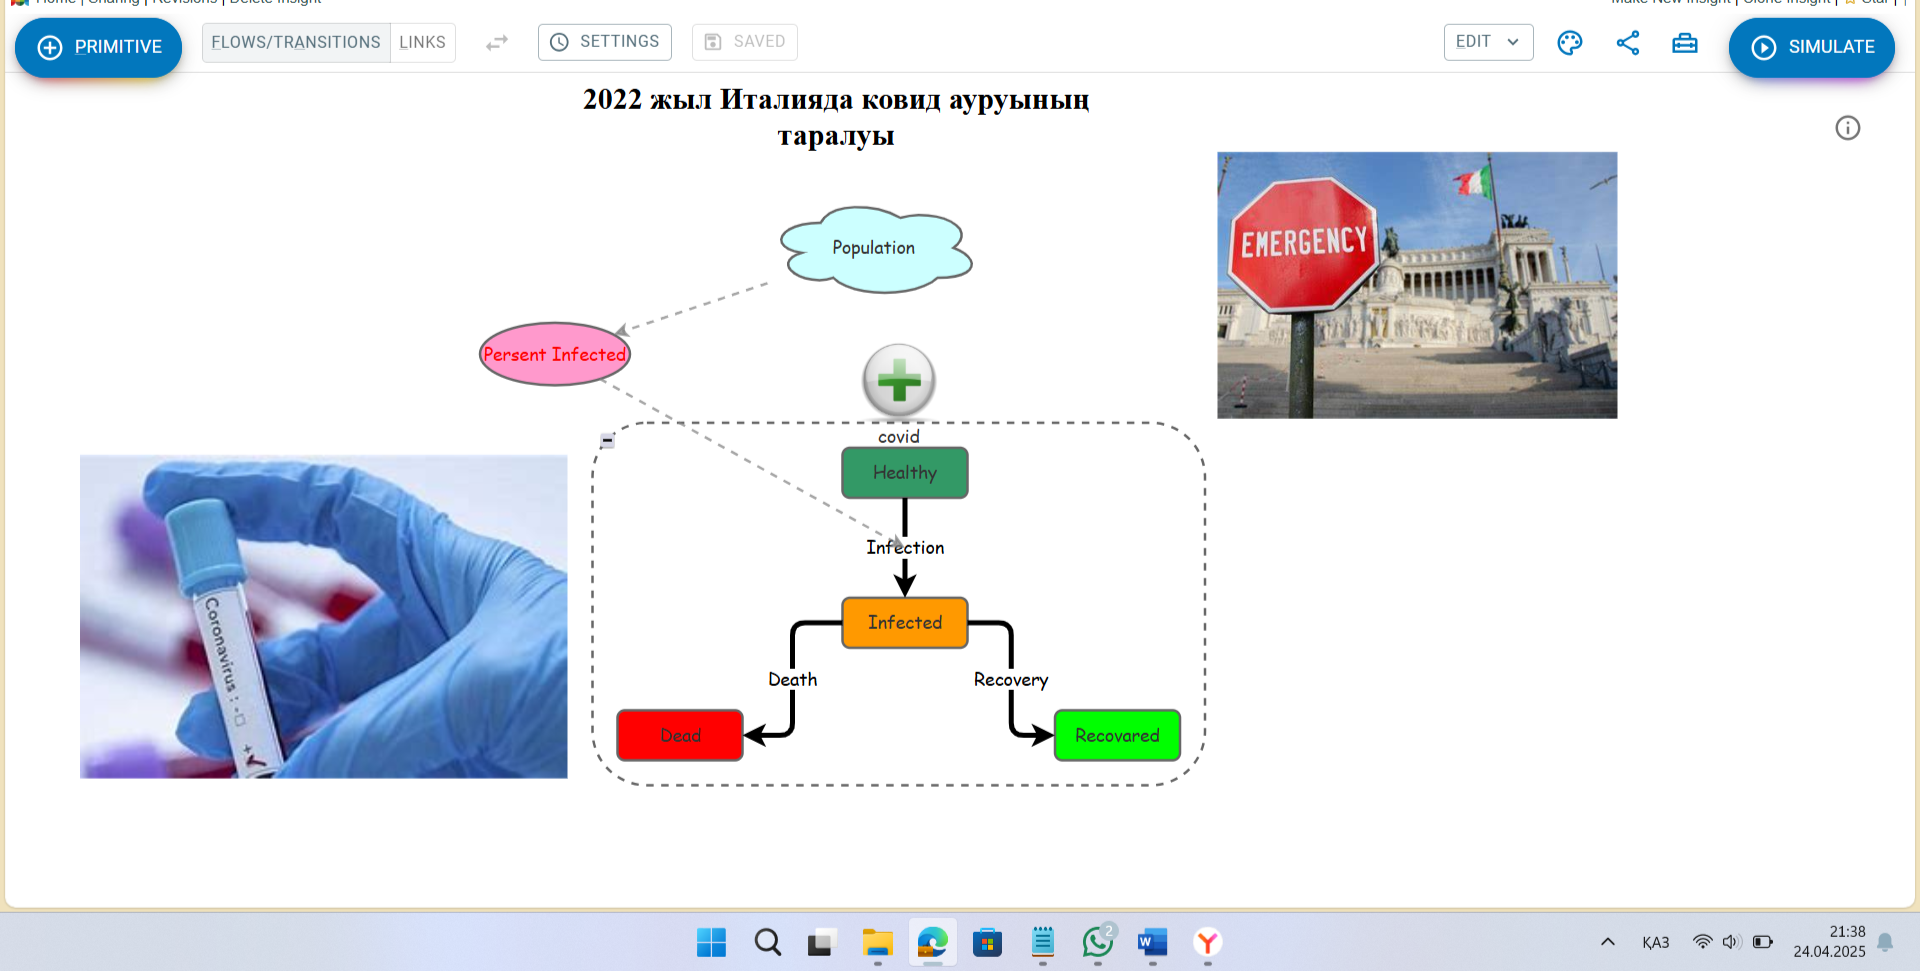 Home | Sharing | Revisions | Delete Insight
Make New Insight | Clone Insight | Star |
PRIMITIVE
FLOWS/TRANSITIONS
LINKS
SETTINGS
SAVED
EDIT
SIMULATE
2022 жыл Италияда ковид ауруының
таралуы
Population
EMERGENCY
Persent Infected
covid
Healthy
Infection
Infected
Death
Recovery
Dead
Recovared
Coronavirus :
-
+
2
W
ҚАЗ
21:38
24.04.2025